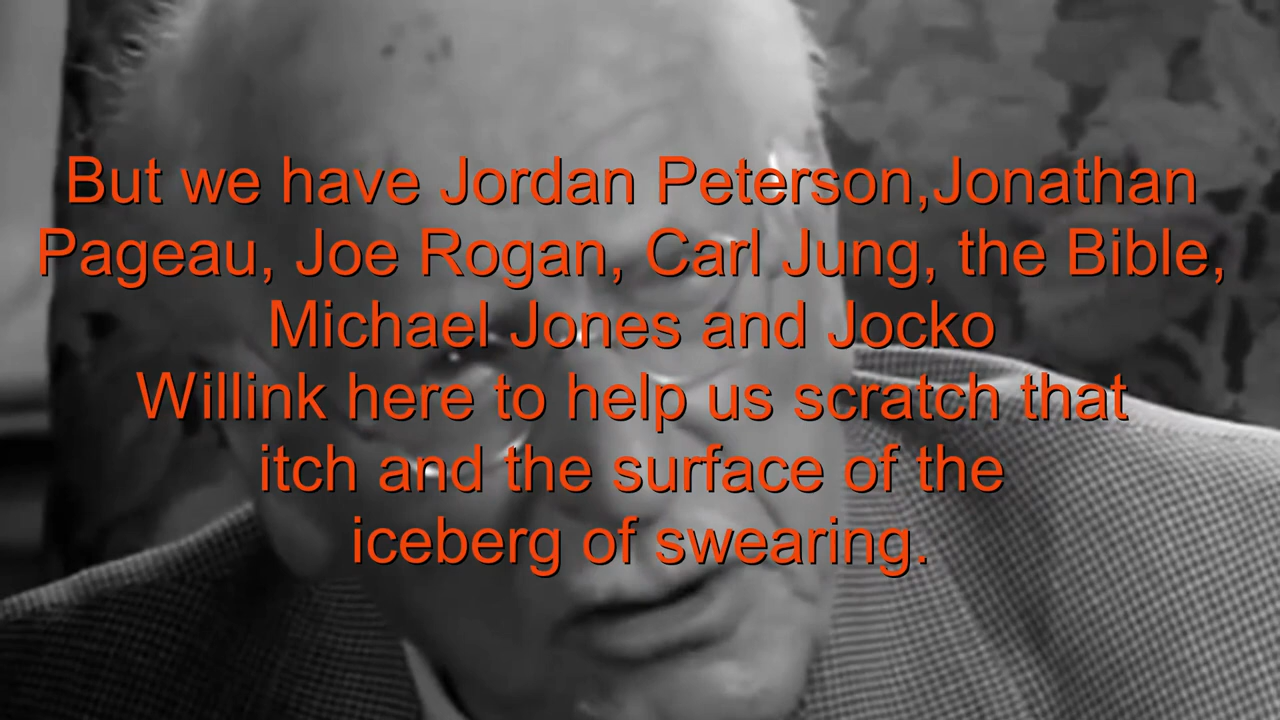 But we have Jordan Peterson,Jonathan
Pageau, Joe Rogan, Carl Jung, the Bible,
Michael Jones and Jocko
Willink here to help us scratch that
itch and the surface of the
iceberg of swearing.